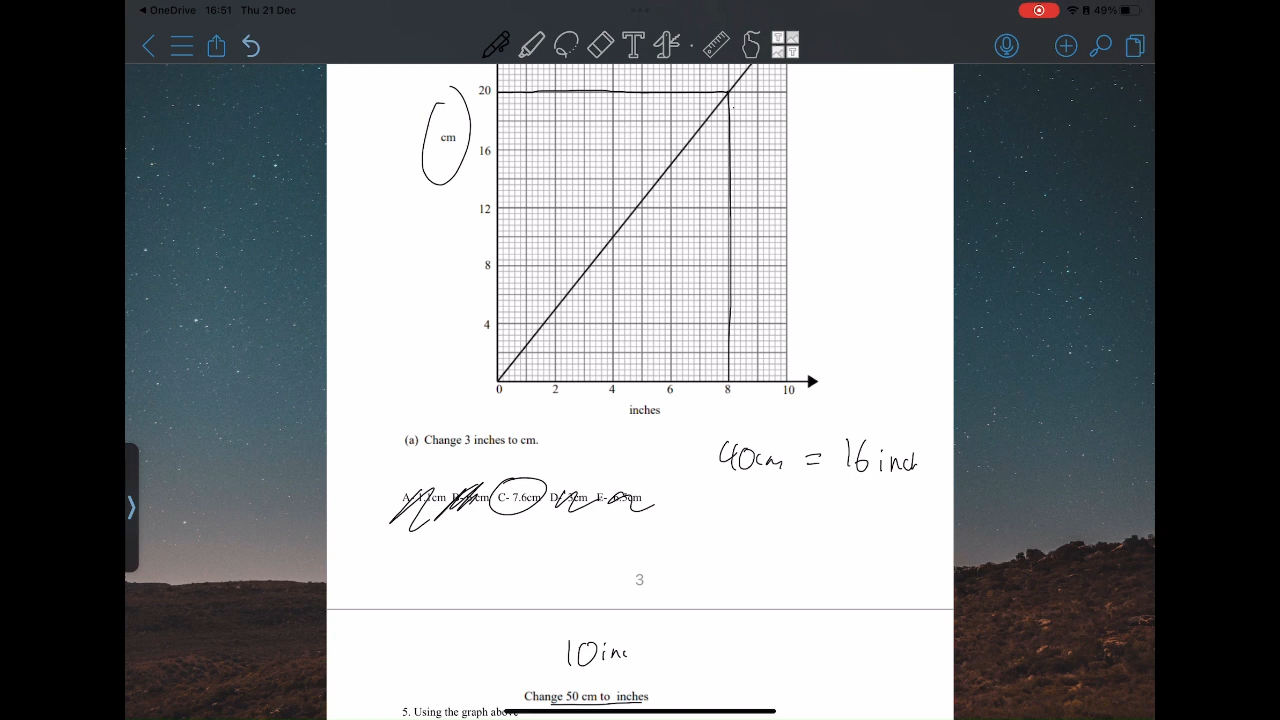 OneDrive 16:51 Thu 21 Dec 49%
20
cm
16
12
8
4
0 2 4 6 8 10
inches
(a) Change 3 inches to cm.
40cm = 16 inch
C- 7.6cm
3
10 inc
Change 50 cm to inches
5. Using the graph above